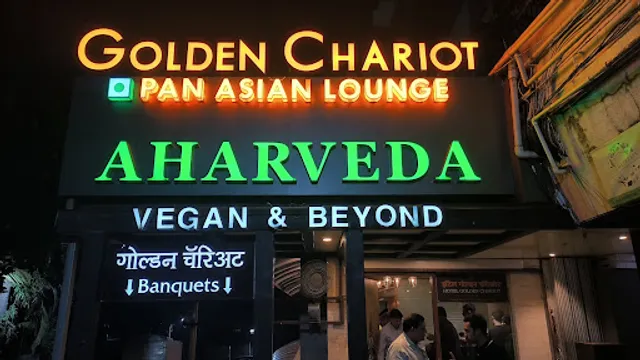 GOLDEN CHARIOT
PAN ASIAN LOUNGE
AHARVEDA
VEGAN & BEYOND
गोल्डन चॅरिअट
↓ Banquets ↓